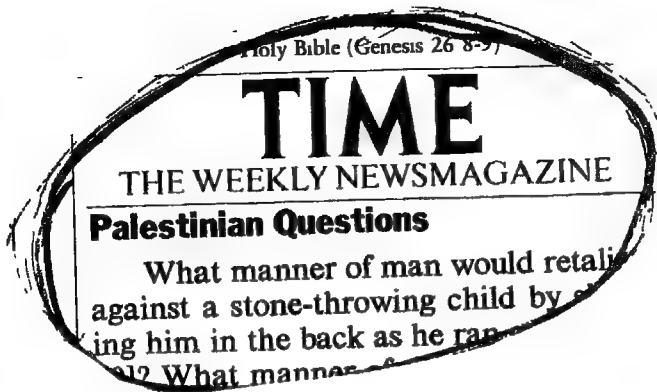 Holy Bible (Genesis 26 8-9)
TIME
THE WEEKLY NEWSMAGAZINE
Palestinian Questions
What manner of man would
against a stone-throwing child by
ing him in the back as he ran
What manner